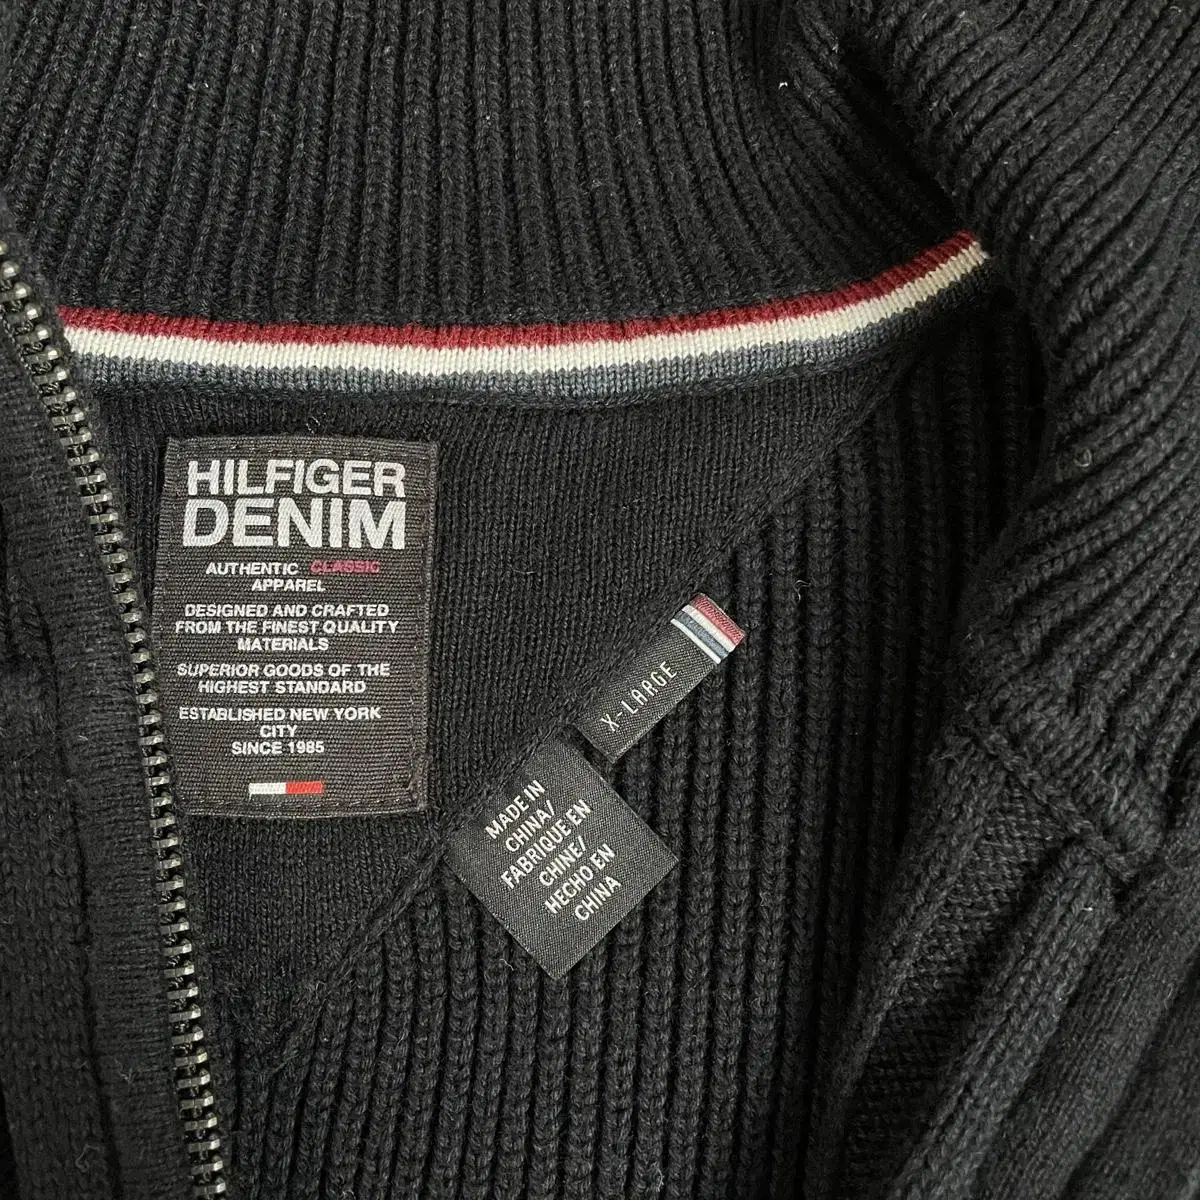 HILFIGER
DENIM
AUTHENTIC CLASSIC
APPAREL
DESIGNED AND CRAFTED
FROM THE FINEST QUALITY
MATERIALS
SUPERIOR GOODS OF THE
HIGHEST STANDARD
ESTABLISHED NEW YORK
CITY
SINCE 1985
X-LARGE
MADE IN
CHINA/
FABRIQUE EN
CHINE/
HECHO EN
CHINA